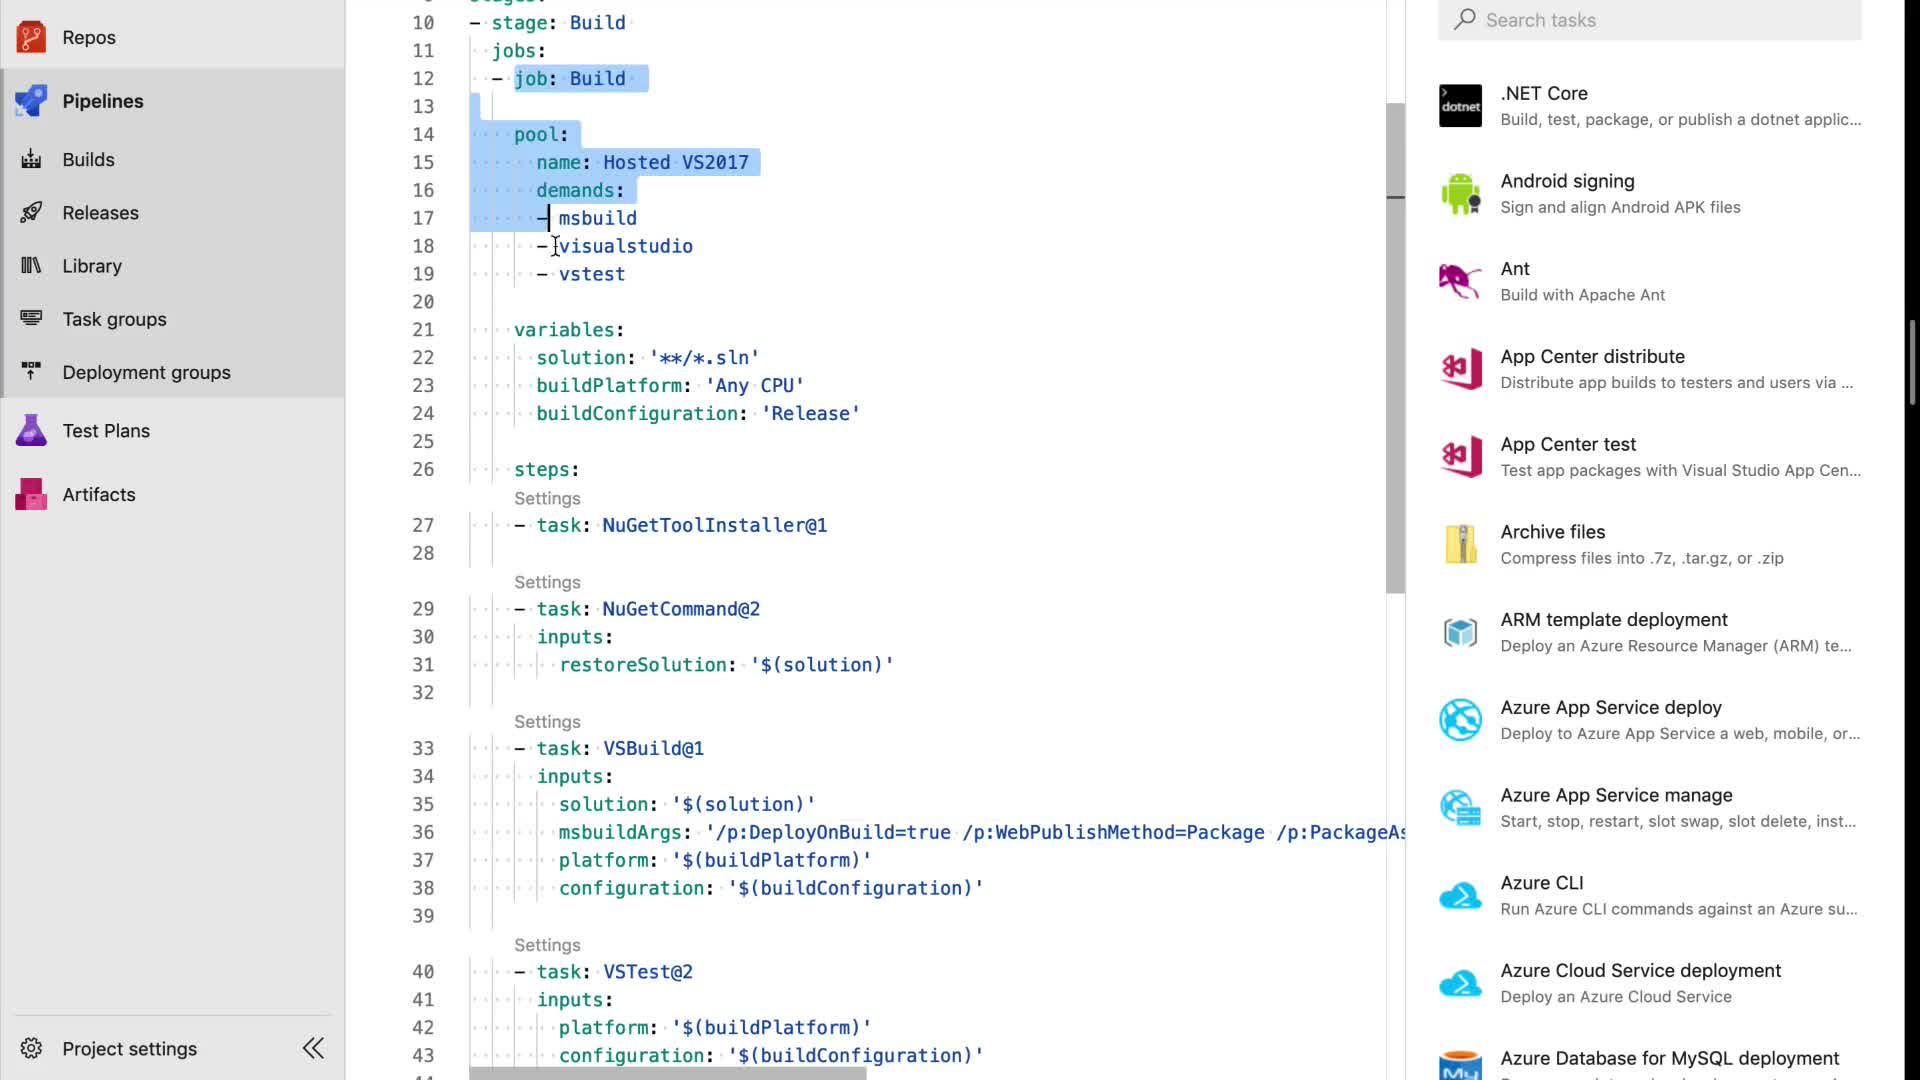 Repos
Pipelines
Builds
Releases
Library
Task groups
Deployment groups
Test Plans
Artifacts
Project settings
10 - stage: Build
11 jobs:
12 - job: Build
13
14 pool:
15 name: Hosted VS2017
16 demands:
17 - msbuild
18 - visualstudio
19 - vstest
20
21 variables:
22 solution: '**/*.sln'
23 buildPlatform: 'Any CPU'
24 buildConfiguration: 'Release'
25
26 steps:
Settings
27 - task: NuGetToolInstaller@1
28
Settings
29 - task: NuGetCommand@2
30 inputs:
31 restoreSolution: '$(solution)'
32
Settings
33 - task: VSBuild@1
34 inputs:
35 solution: '$(solution)'
36 msbuildArgs: '/p:DeployOnBuild=true /p:WebPublishMethod=Package /p:PackageAs
37 platform: '$(buildPlatform)'
38 configuration: '$(buildConfiguration)'
39
Settings
40 - task: VSTest@2
41 inputs:
42 platform: '$(buildPlatform)'
43 configuration: '$(buildConfiguration)'
Search tasks
dotnet
.NET Core
Build, test, package, or publish a dotnet applic...
Android signing
Sign and align Android APK files
Ant
Build with Apache Ant
App Center distribute
Distribute app builds to testers and users via ...
App Center test
Test app packages with Visual Studio App Cen...
Archive files
Compress files into .7z, .tar.gz, or .zip
ARM template deployment
Deploy an Azure Resource Manager (ARM) te...
Azure App Service deploy
Deploy to Azure App Service a web, mobile, or...
Azure App Service manage
Start, stop, restart, slot swap, slot delete, inst...
Azure CLI
Run Azure CLI commands against an Azure su...
Azure Cloud Service deployment
Deploy an Azure Cloud Service
My
Azure Database for MySQL deployment